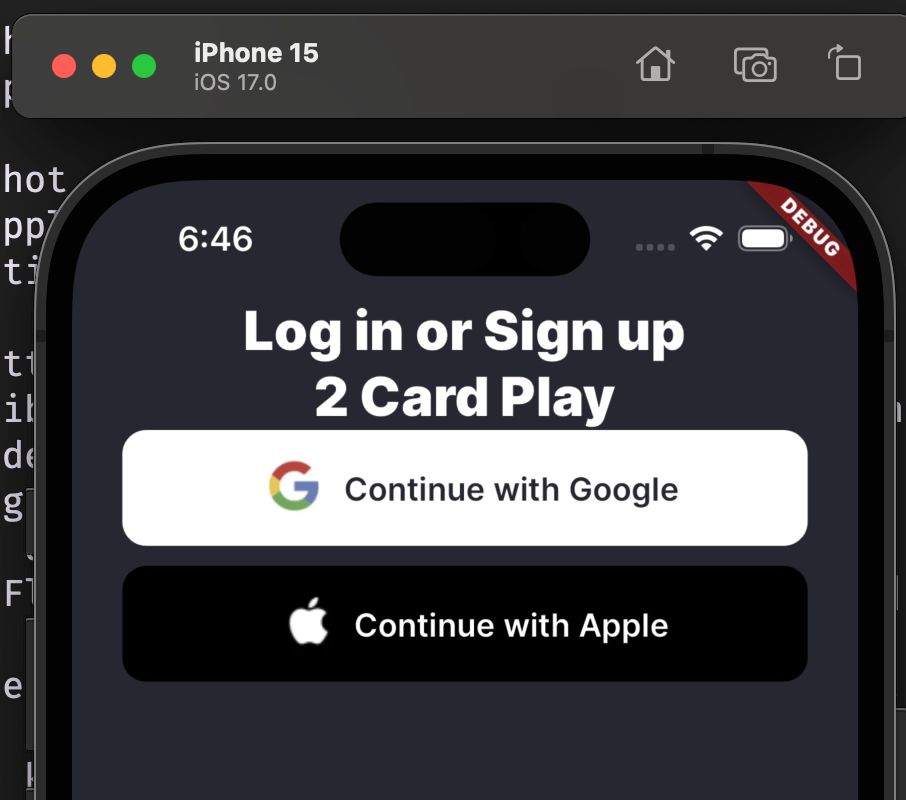 iPhone 15
iOS 17.0
hot
6:46
DEBUG
Log in or Sign up
2 Card Play
Continue with Google
Continue with Apple